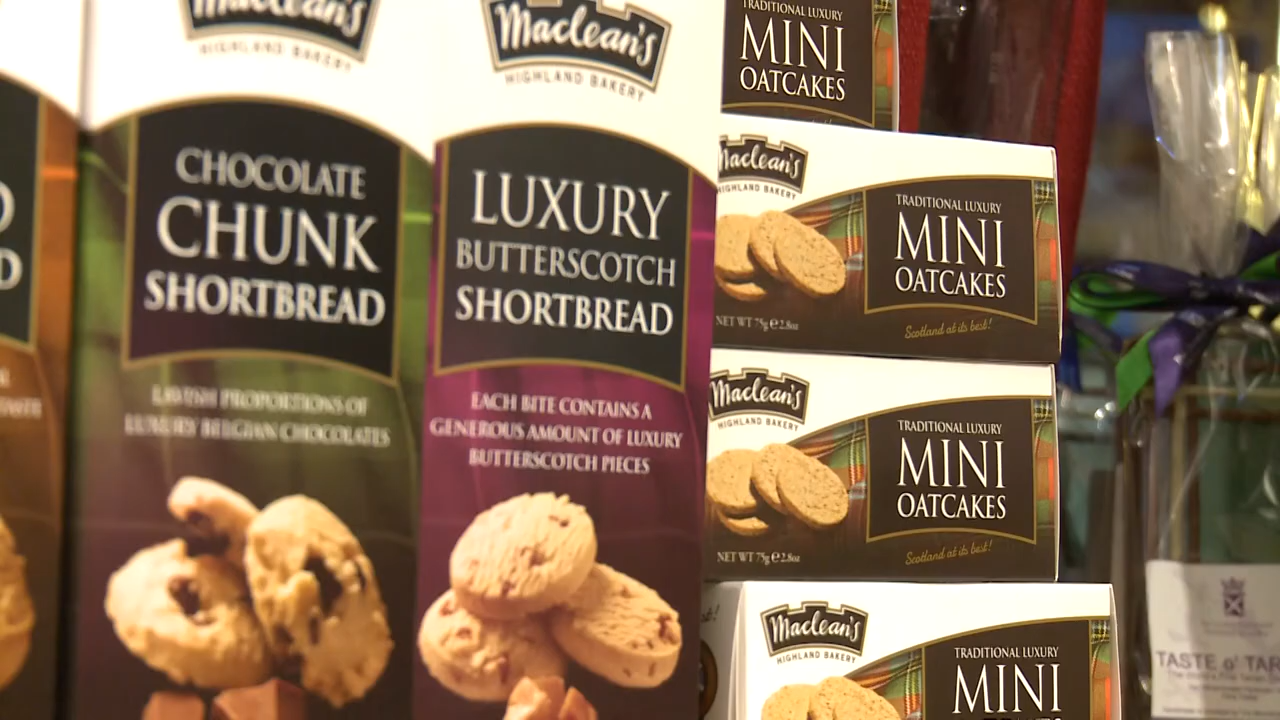 Maclean's
HIGHLAND BAKERY
CHOCOLATE
CHUNK
SHORTBREAD
LAVISH PROPORTIONS OF
LUXURY BELGIAN CHOCOLATES
Maclean's
HIGHLAND BAKERY
LUXURY
BUTTERSCOTCH
SHORTBREAD
EACH BITE CONTAINS A
GENEROUS AMOUNT OF LUXURY
BUTTERSCOTCH PIECES
TRADITIONAL LUXURY
MINI
OATCAKES
Maclean's
HIGHLAND BAKERY
TRADITIONAL LUXURY
MINI
OATCAKES
NET WT 75g e 2.8oz
Scotland at its best!
Maclean's
HIGHLAND BAKERY
TRADITIONAL LUXURY
MINI
OATCAKES
NET WT 75g e 2.8oz
Scotland at its best!
Maclean's
HIGHLAND BAKERY
TRADITIONAL LUXURY
MINI
TASTE o' TAR